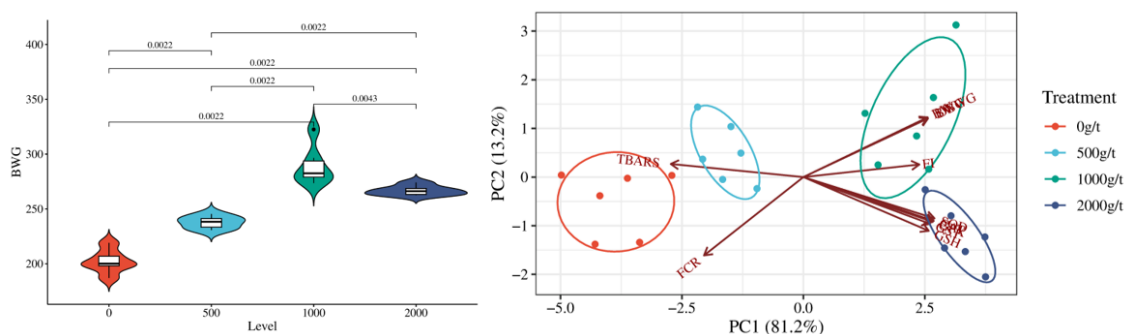 400
350
300
250
200
BWG
0.0022
0.0022
0.0022
0.0022
0.0022
0.0043
0 500 1000 2000
Level
3
2
1
0
−1
−2
PC2 (13.2%)
TBARS
FCR
FI
GSH
−5.0 −2.5 0.0 2.5
PC1 (81.2%)
Treatment
0g/t
500g/t
1000g/t
2000g/t